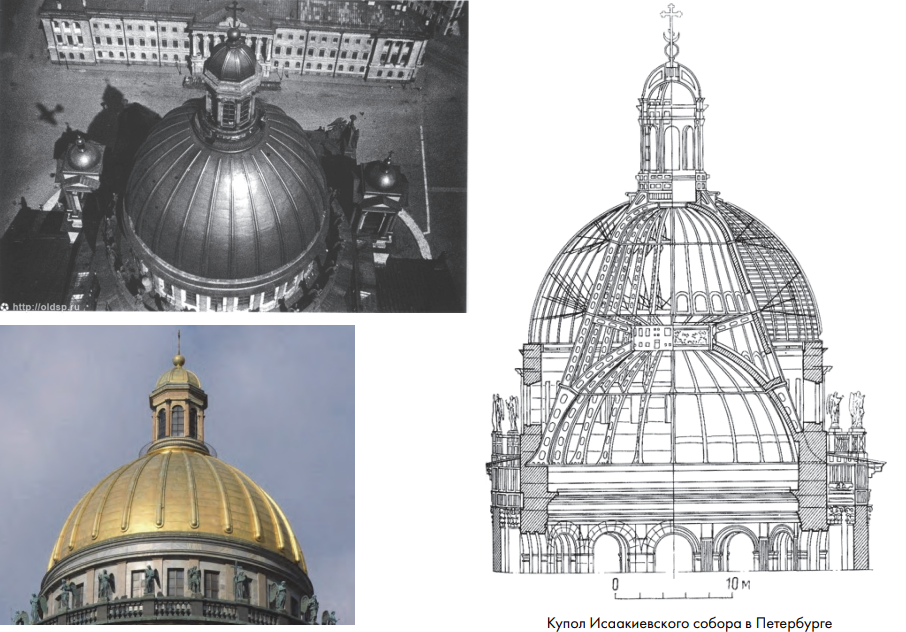 http://oldsp.ru
0 10 м
Купол Исаакиевского собора в Петербурге